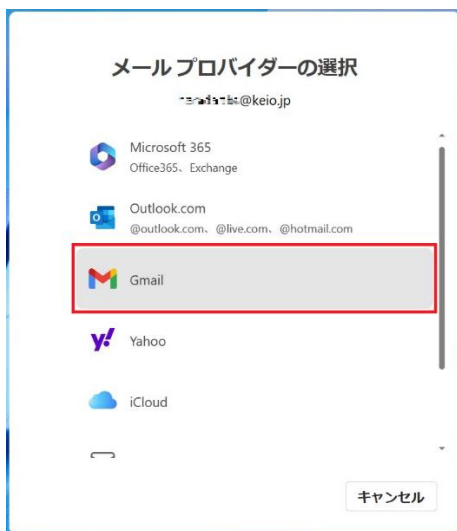 メール プロバイダーの選択
@keio.jp
Microsoft 365
Office365、Exchange
Outlook.com
@outlook.com、@live.com、@hotmail.com
Gmail
Yahoo
iCloud
キャンセル